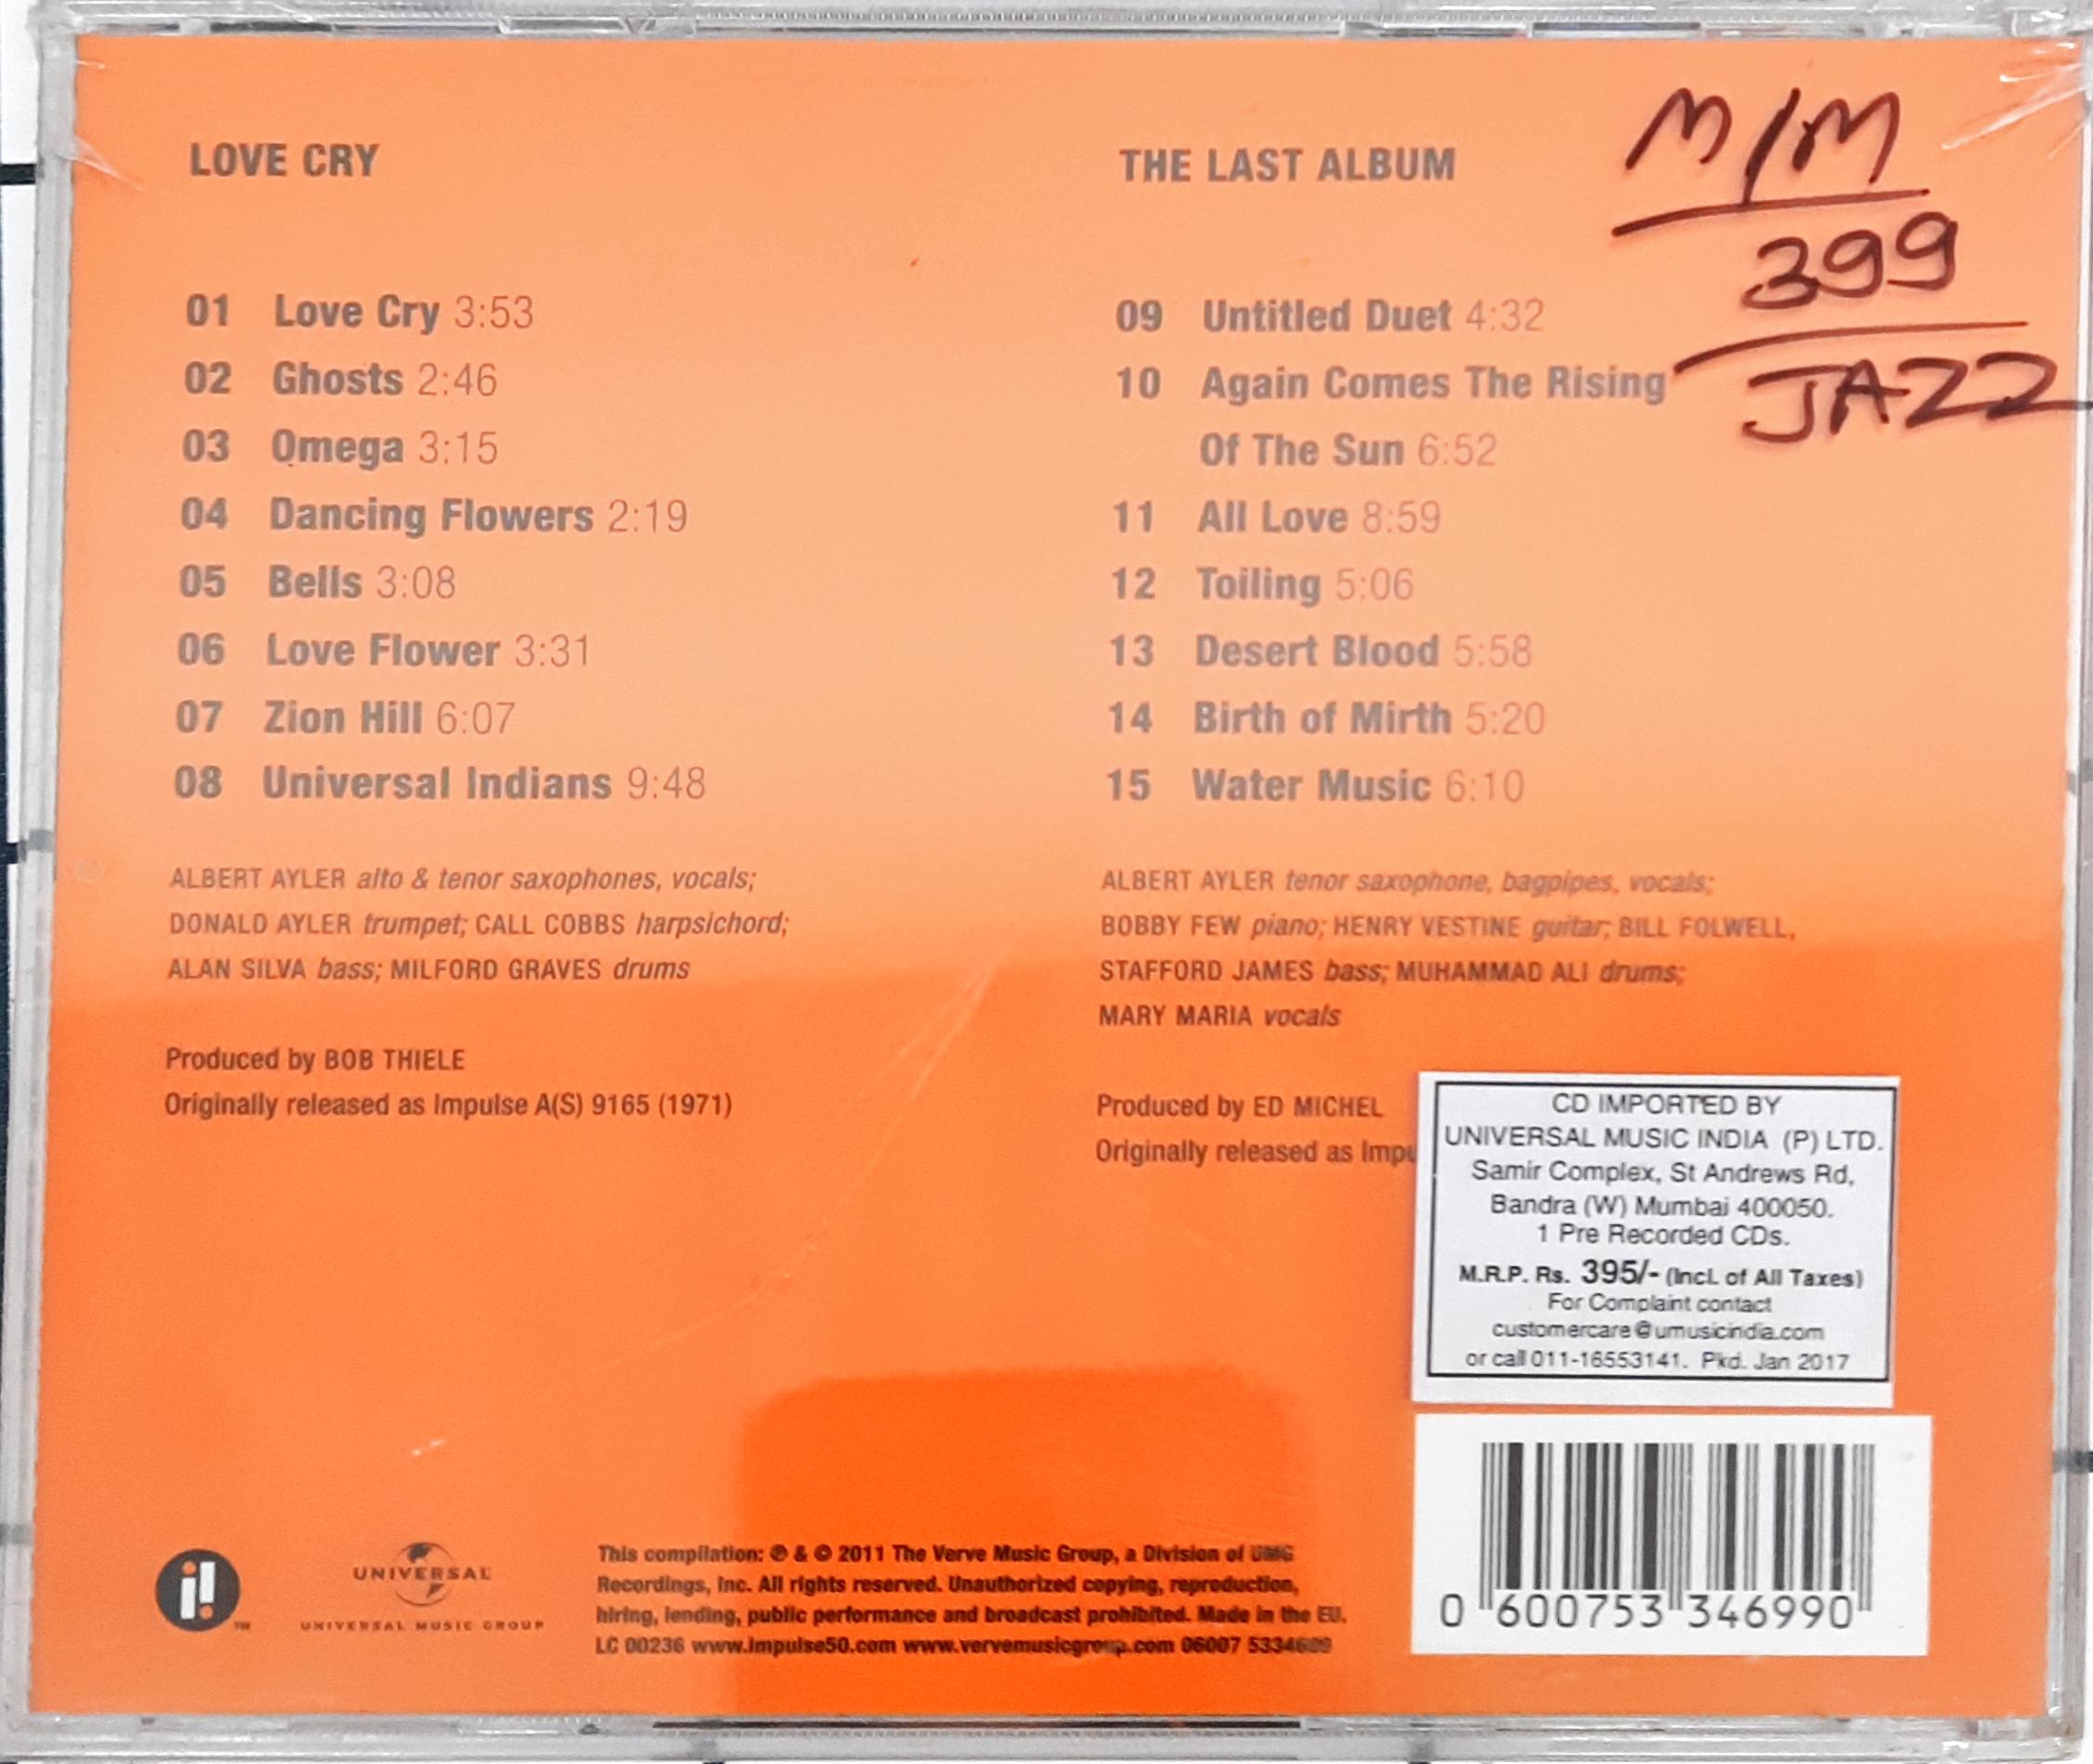 LOVE CRY
01 Love Cry 3:53
02 Ghosts 2:46
03 Omega 3:15
04 Dancing Flowers 2:19
05 Bells 3:08
06 Love Flower 3:31
07 Zion Hill 6:07
08 Universal Indians 9:48
ALBERT AYLER alto & tenor saxophones, vocals;
DONALD AYLER trumpet; CALL COBBS harpsichord;
ALAN SILVA bass; MILFORD GRAVES drums
Produced by BOB THIELE
Originally released as Impulse A(S) 9165 (1971)
THE LAST ALBUM
09 Untitled Duet 4:32
10 Again Comes The Rising
Of The Sun 6:52
11 All Love 8:59
12 Toiling 5:06
13 Desert Blood 5:58
14 Birth of Mirth 5:20
15 Water Music 6:10
ALBERT AYLER tenor saxophone, bagpipes, vocals;
BOBBY FEW piano; HENRY VESTINE guitar; BILL FOLWELL,
STAFFORD JAMES bass; MUHAMMAD ALI drums;
MARY MARIA vocals
Produced by ED MICHEL
Originally released as
M/M
399
JAZZ
CD IMPORTED BY
UNIVERSAL MUSIC INDIA (P) LTD.
Samir Complex, St Andrews Rd,
Bandra (W) Mumbai 400050.
1 Pre Recorded CDs.
M.R.P. Rs. 395/- (Incl. of All Taxes)
For Complaint contact
customercare@umusicindia.com
or call 011-16553141. Pkd. Jan 2017
i!
TM
UNIVERSAL
UNIVERSAL MUSIC GROUP
This compilation: ℗ & © 2011 The Verve Music Group, a Division of UMG
Recordings, Inc. All rights reserved. Unauthorized copying, reproduction,
hiring, lending, public performance and broadcast prohibited. Made in the EU.
LC 00236 www.impulse50.com www.vervemusicgroup.com 06007 5334699
0 600753 346990